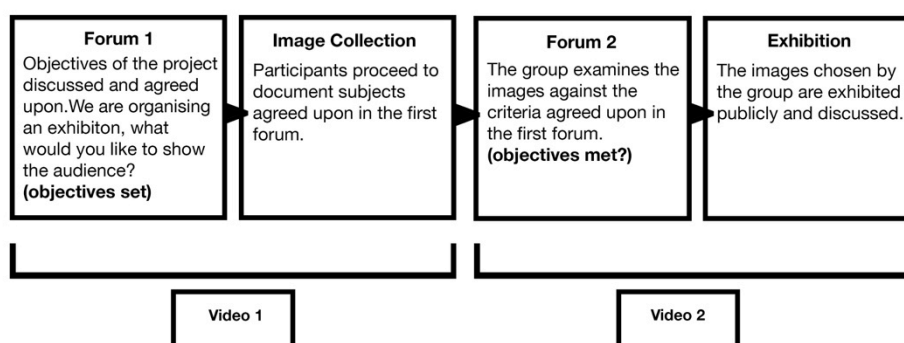 Forum 1
Objectives of the project
discussed and agreed
upon.We are organising
an exhibiton, what
would you like to show
the audience?
(objectives set)
Image Collection
Participants proceed to
document subjects
agreed upon in the first
forum.
Forum 2
The group examines the
images against the
criteria agreed upon in
the first forum.
(objectives met?)
Exhibition
The images chosen by
the group are exhibited
publicly and discussed.
Video 1
Video 2